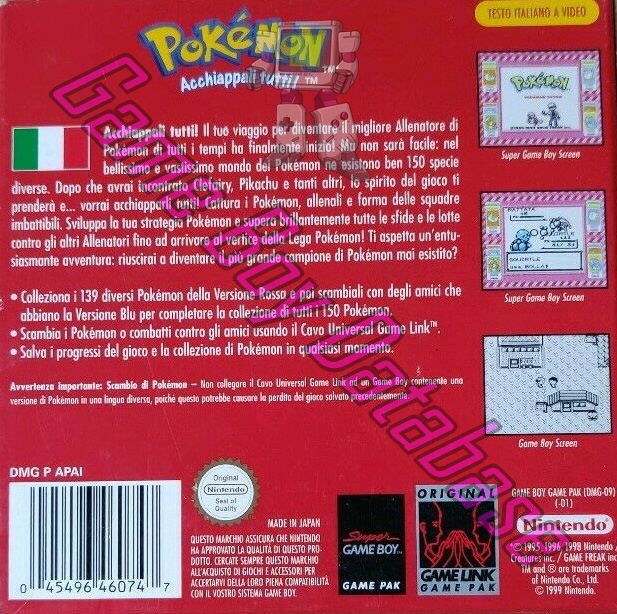 TESTO ITALIANO A VIDEO
POKéMON™
Acchiappali tutti!™
Acchiappali tutti! Il tuo viaggio per diventare il migliore Allenatore di
Pokémon di tutti i tempi ha finalmente inizio! Ma non sarà facile: nel
bellissimo e vastissimo mondo dei Pokémon ne esistono ben 150 specie
diverse. Dopo che avrai incontrato Clefairy, Pikachu e tanti altri, lo spirito del gioco ti
prenderà e... vorrai acchiapparli tutti! Cattura i Pokémon, allenali e forma delle squadre
imbattibili. Sviluppa la tua strategia Pokémon e supera brillantemente tutte le sfide e le lotte
contro gli altri Allenatori fino ad arrivare al vertice della Lega Pokémon! Ti aspetta un'entu-
siasmante avventura: riuscirai a diventare il più grande campione di Pokémon mai esistito?
• Colleziona i 139 diversi Pokémon della Versione Rossa e poi scambiali con degli amici che
abbiano la Versione Blu per completare la collezione di tutti i 150 Pokémon.
• Scambia i Pokémon o combatti contro gli amici usando il Cavo Universal Game Link™.
• Salva i progressi del gioco e la collezione di Pokémon in qualsiasi momento.
Avvertenza importante: Scambio di Pokémon – Non collegare il Cavo Universal Game Link ad un Game Boy contenente una
versione di Pokémon in una lingua diversa, poiché questo potrebbe causare la perdita del gioco salvato precedentemente.
POKéMON
Super Game Boy Screen
RATTATA
SQUIRTLE
usa BOLLA!
Super Game Boy Screen
Game Boy Screen
DMG P APAI
0 45496 46074 7
Original
Nintendo
Seal of
Quality
MADE IN JAPAN
QUESTO MARCHIO ASSICURA CHE NINTENDO
HA APPROVATO LA QUALITÀ DI QUESTO PRO-
DOTTO. CERCATE SEMPRE QUESTO MARCHIO
ALL'ACQUISTO DI GIOCHI E ACCESSORI PER
ACCERTARVI DELLA LORO PIENA COMPATIBILITÀ
CON IL VOSTRO SISTEMA GAME BOY.
Super
GAME BOY™
GAME PAK
ORIGINAL
GAME LINK
GAME PAK
GAME BOY GAME PAK (DMG-09)
(-01)
Nintendo
©1995 1996 1998 Nintendo,
Creatures inc. / GAME FREAK inc.
TM and ® are trademarks
of Nintendo Co., Ltd.
© 1999 Nintendo.
Game Boy Database